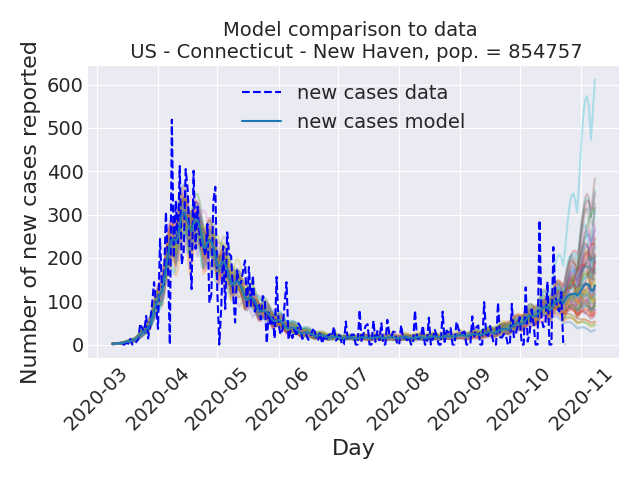 Model comparison to data
US - Connecticut - New Haven, pop. = 854757
Number of new cases reported
600
500
400
300
200
100
0
new cases data
new cases model
2020-03
2020-04
2020-05
2020-06
2020-07
2020-08
2020-09
2020-10
2020-11
Day